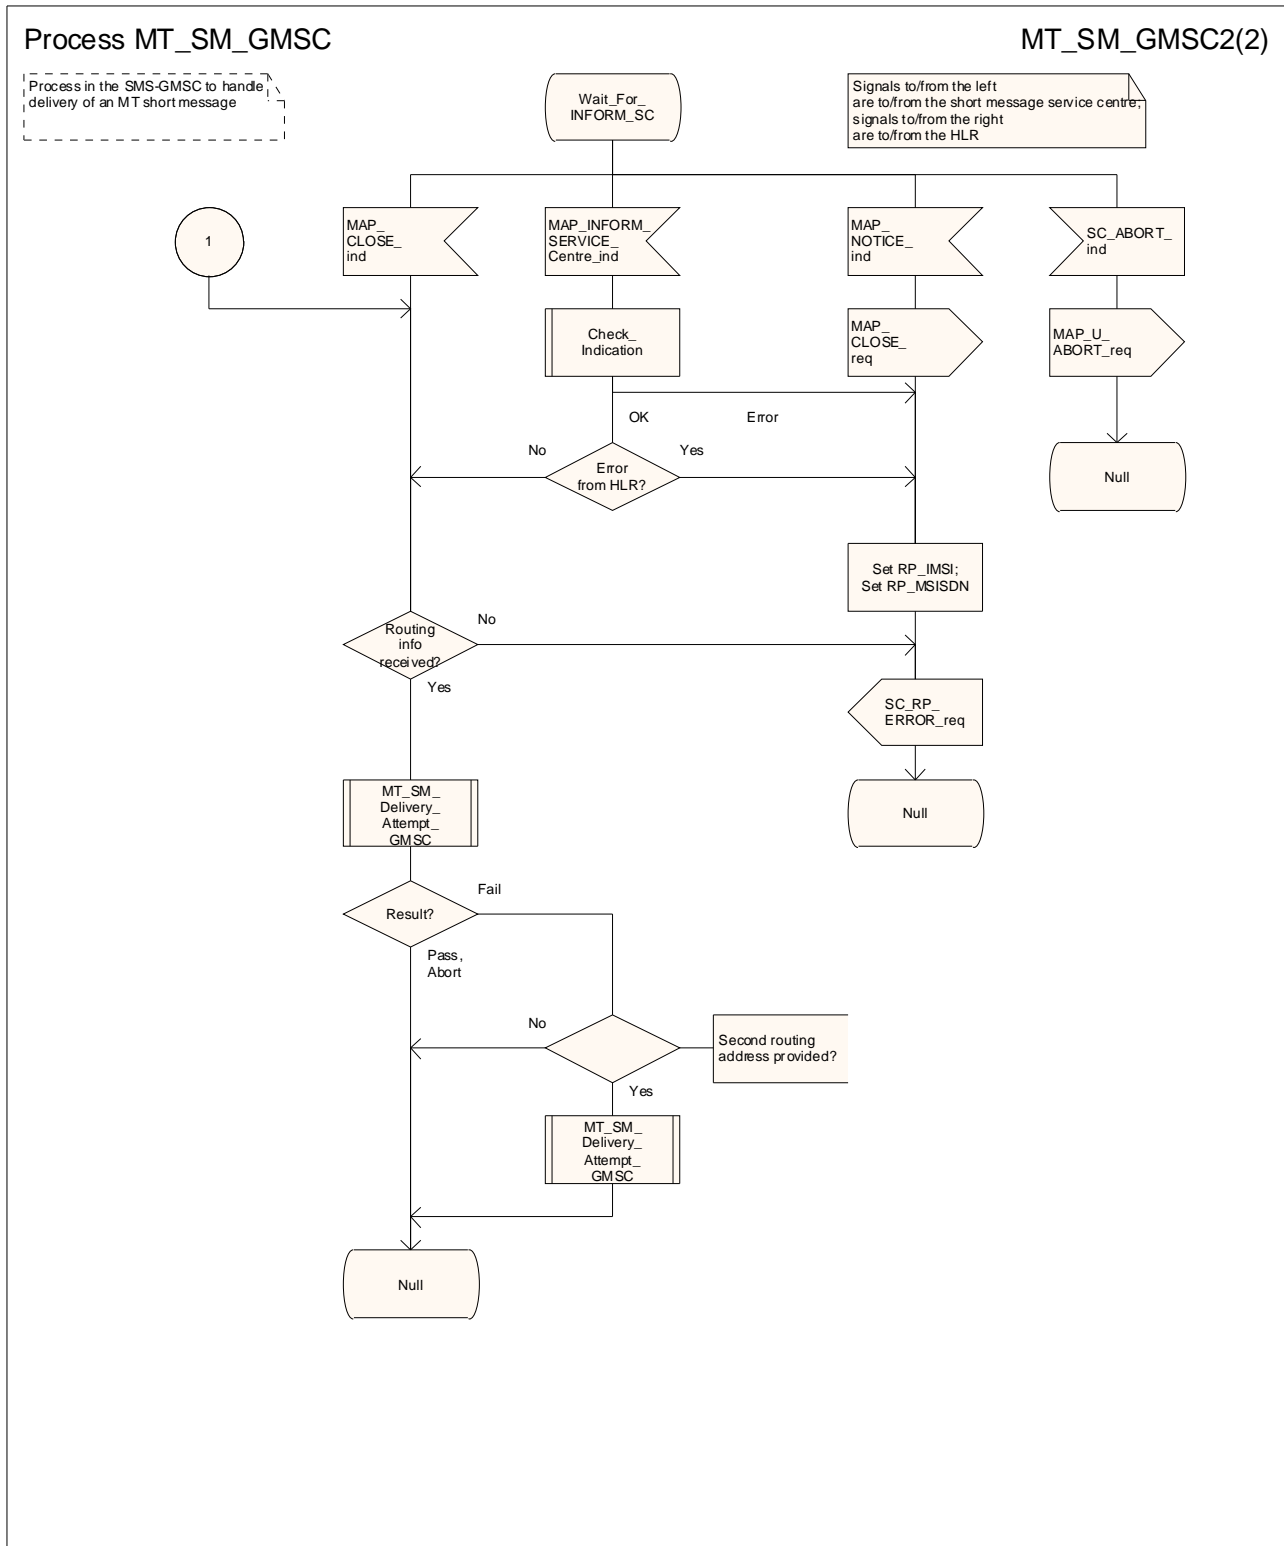 Process MT_SM_GMSC
MT_SM_GMSC2(2)
Process in the SMS-GMSC to handle
delivery of an MT short message
Wait_For_
INFORM_SC
Signals to/from the left
are to/from the short message service centre;
signals to/from the right
are to/from the HLR
1
MAP_
CLOSE_
ind
MAP_INFORM_
SERVICE_
Centre_ind
MAP_
NOTICE_
ind
SC_ABORT_
ind
Check_
Indication
MAP_
CLOSE_
req
MAP_U_
ABORT_req
OK
Error
No
Yes
Error
from HLR?
Null
Set RP_IMSI;
Set RP_MSISDN
No
Routing
info
received?
Yes
SC_RP_
ERROR_req
MT_SM_
Delivery_
Attempt_
GMSC
Null
Fail
Result?
Pass,
Abort
No
Second routing
address provided?
Yes
MT_SM_
Delivery_
Attempt_
GMSC
Null